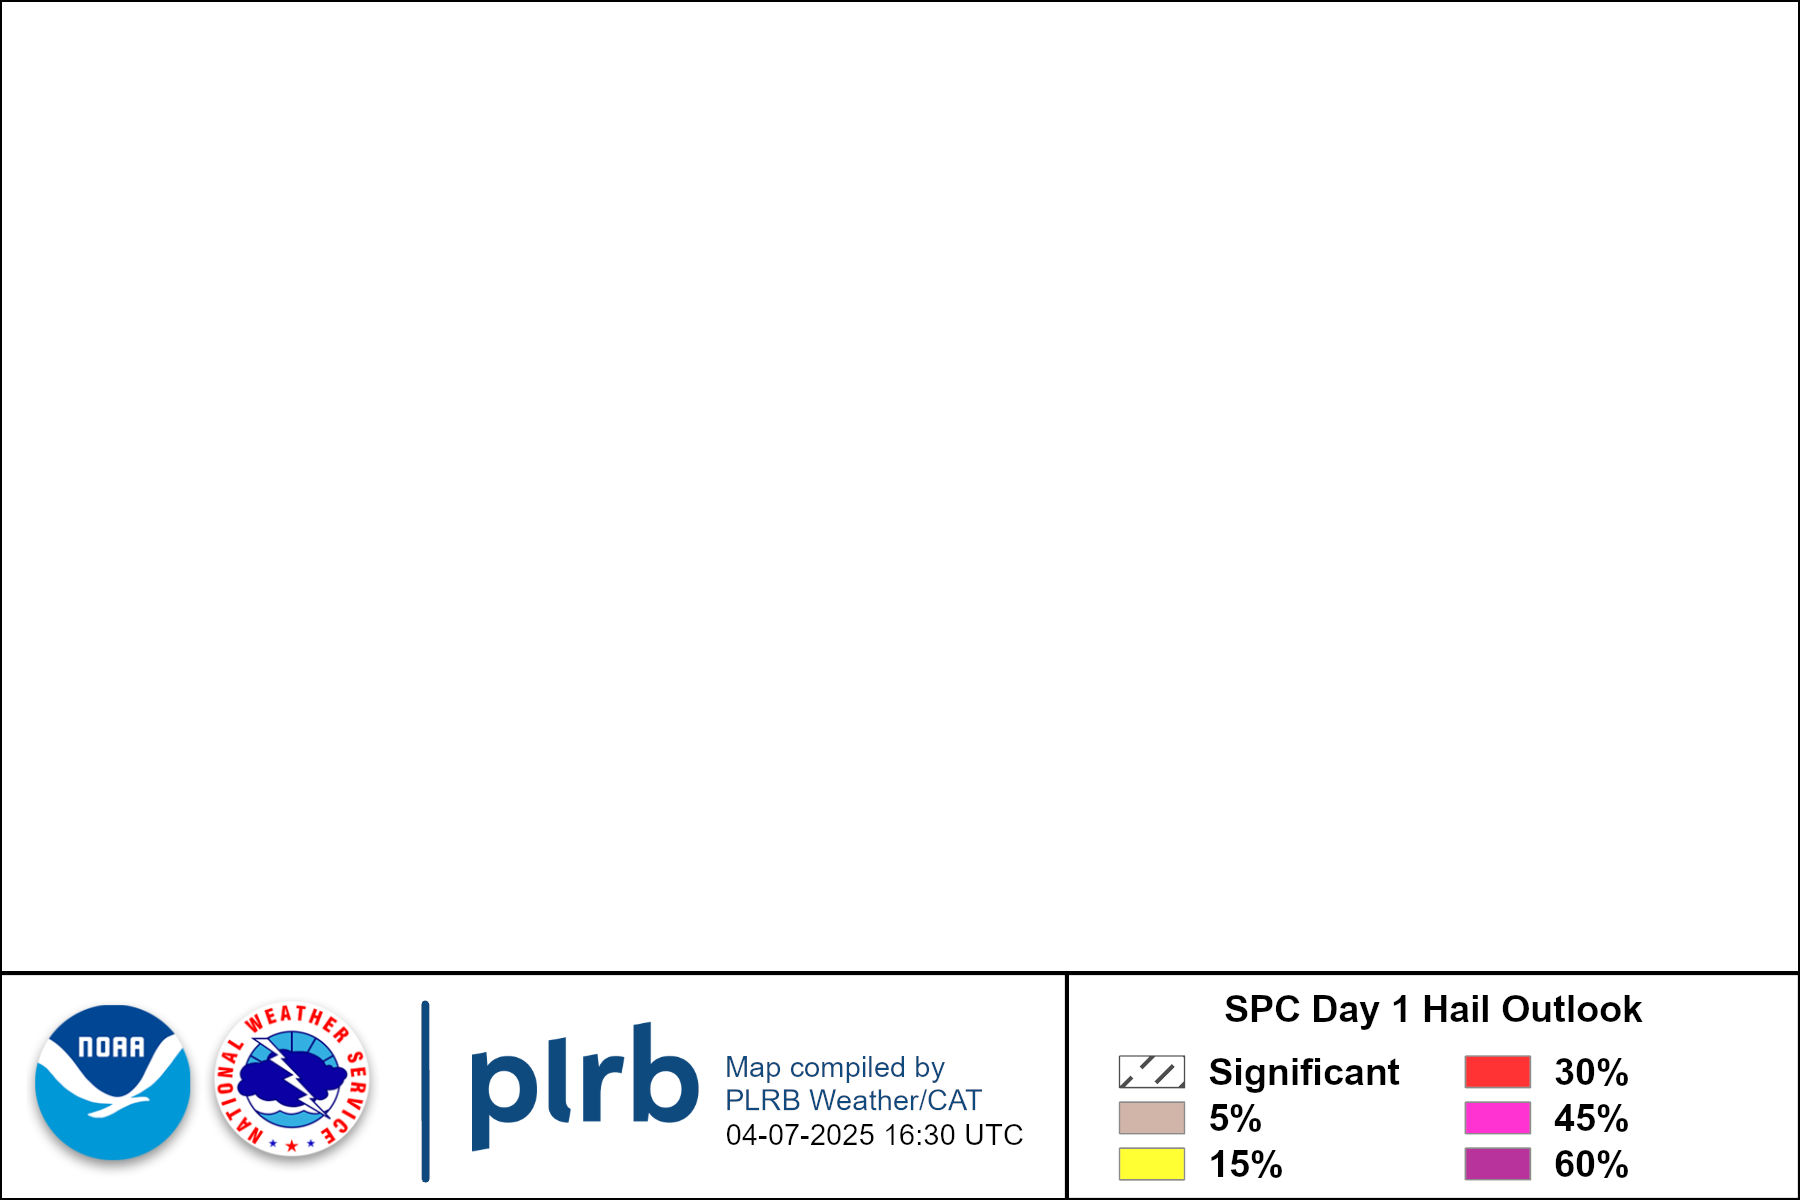 NOAA
NATIONAL WEATHER SERVICE
plrb
Map compiled by
PLRB Weather/CAT
04-07-2025 16:30 UTC
SPC Day 1 Hail Outlook
Significant
5%
15%
30%
45%
60%